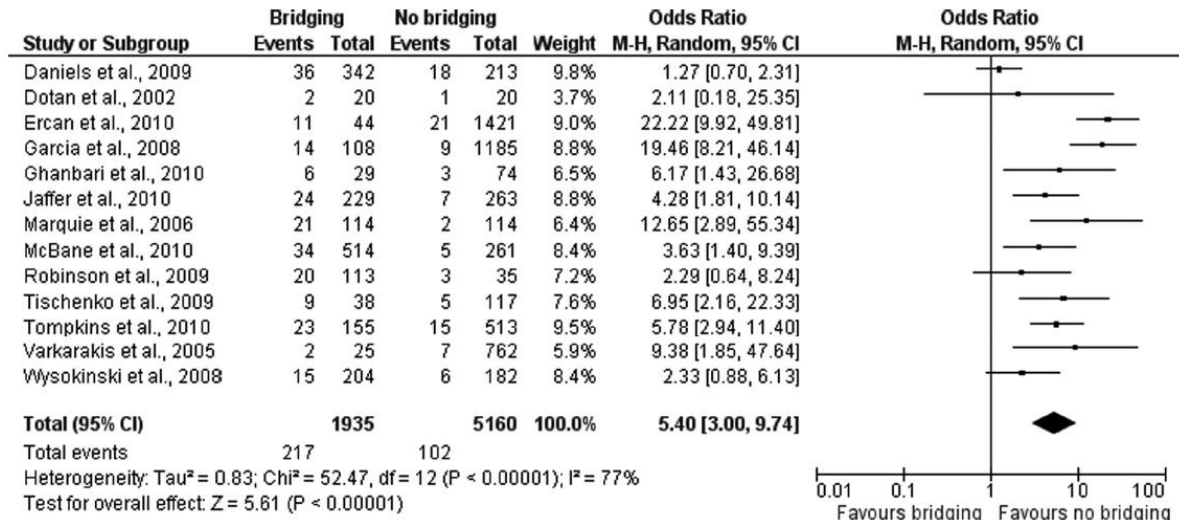 Bridging No bridging Odds Ratio Odds Ratio
Study or Subgroup Events Total Events Total Weight M-H, Random, 95% CI M-H, Random, 95% CI
Daniels et al., 2009 36 342 18 213 9.8% 1.27 [0.70, 2.31]
Dotan et al., 2002 2 20 1 20 3.7% 2.11 [0.18, 25.35]
Ercan et al., 2010 11 44 21 1421 9.0% 22.22 [9.92, 49.81]
Garcia et al., 2008 14 108 9 1185 8.8% 19.46 [8.21, 46.14]
Ghanbari et al., 2010 6 29 3 74 6.5% 6.17 [1.43, 26.68]
Jaffer et al., 2010 24 229 7 263 8.8% 4.28 [1.81, 10.14]
Marquie et al., 2006 21 114 2 114 6.4% 12.65 [2.89, 55.34]
McBane et al., 2010 34 514 5 261 8.4% 3.63 [1.40, 9.39]
Robinson et al., 2009 20 113 3 35 7.2% 2.29 [0.64, 8.24]
Tischenko et al., 2009 9 38 5 117 7.6% 6.95 [2.16, 22.33]
Tompkins et al., 2010 23 155 15 513 9.5% 5.78 [2.94, 11.40]
Varkarakis et al., 2005 2 25 7 762 5.9% 9.38 [1.85, 47.64]
Wysokinski et al., 2008 15 204 6 182 8.4% 2.33 [0.88, 6.13]
Total (95% CI) 1935 5160 100.0% 5.40 [3.00, 9.74]
Total events 217 102
Heterogeneity: Tau² = 0.83; Chi² = 52.47, df = 12 (P < 0.00001); I² = 77%
Test for overall effect: Z = 5.61 (P < 0.00001)
0.01 0.1 1 10 100
Favours bridging Favours no bridging